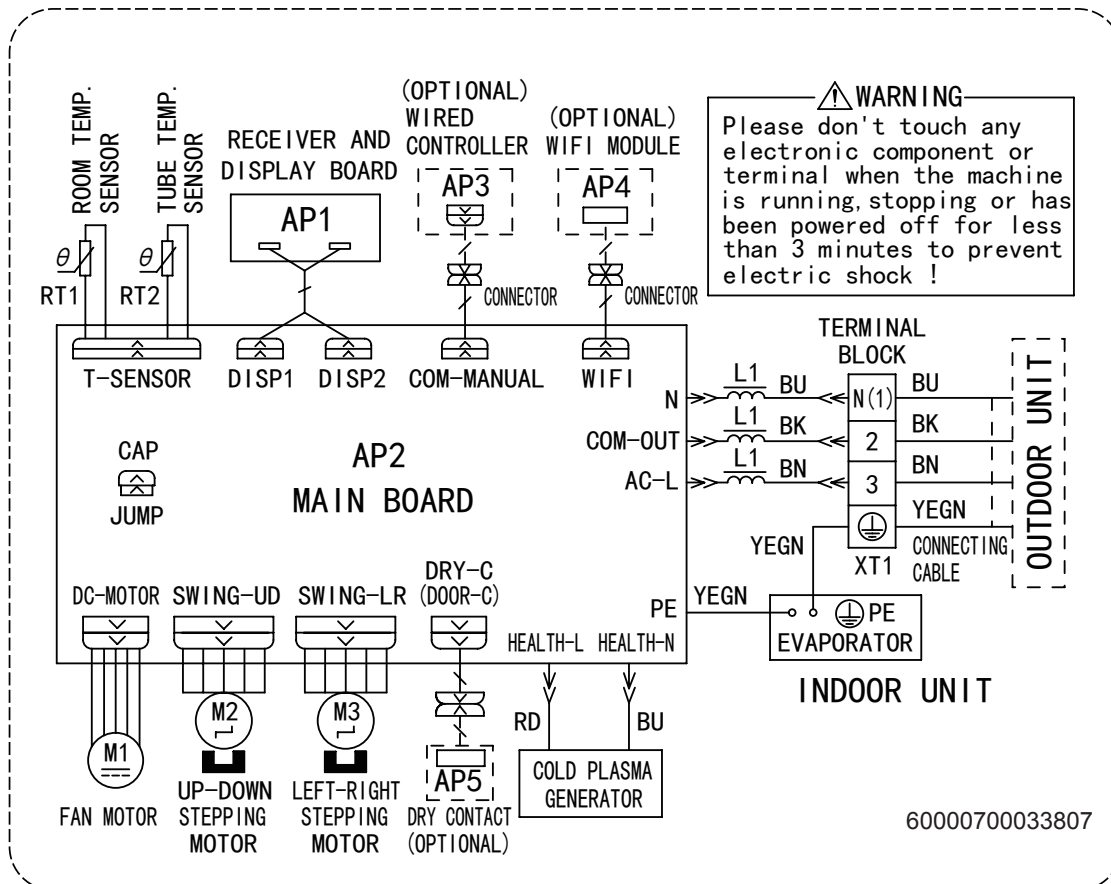 ROOM TEMP.
SENSOR
TUBE TEMP.
SENSOR
θ
RT1
θ
RT2
RECEIVER AND
DISPLAY BOARD
AP1
(OPTIONAL)
WIRED
CONTROLLER
AP3
CONNECTOR
(OPTIONAL)
WIFI MODULE
AP4
CONNECTOR
WARNING
Please don't touch any
electronic component or
terminal when the machine
is running, stopping or has
been powered off for less
than 3 minutes to prevent
electric shock !
T-SENSOR
DISP1
DISP2
COM-MANUAL
WIFI
TERMINAL
BLOCK
N
L1
BU
N(1)
BU
COM-OUT
L1
BK
2
BK
AC-L
L1
BN
3
BN
YEGN
YEGN
XT1
CONNECTING
CABLE
OUTDOOR UNIT
CAP
JUMP
AP2
MAIN BOARD
DC-MOTOR
SWING-UD
SWING-LR
DRY-C
(DOOR-C)
HEALTH-L
HEALTH-N
PE
YEGN
PE
EVAPORATOR
INDOOR UNIT
M1
FAN MOTOR
M2
UP-DOWN
STEPPING
MOTOR
M3
LEFT-RIGHT
STEPPING
MOTOR
AP5
DRY CONTACT
(OPTIONAL)
RD
BU
COLD PLASMA
GENERATOR
60000700033807